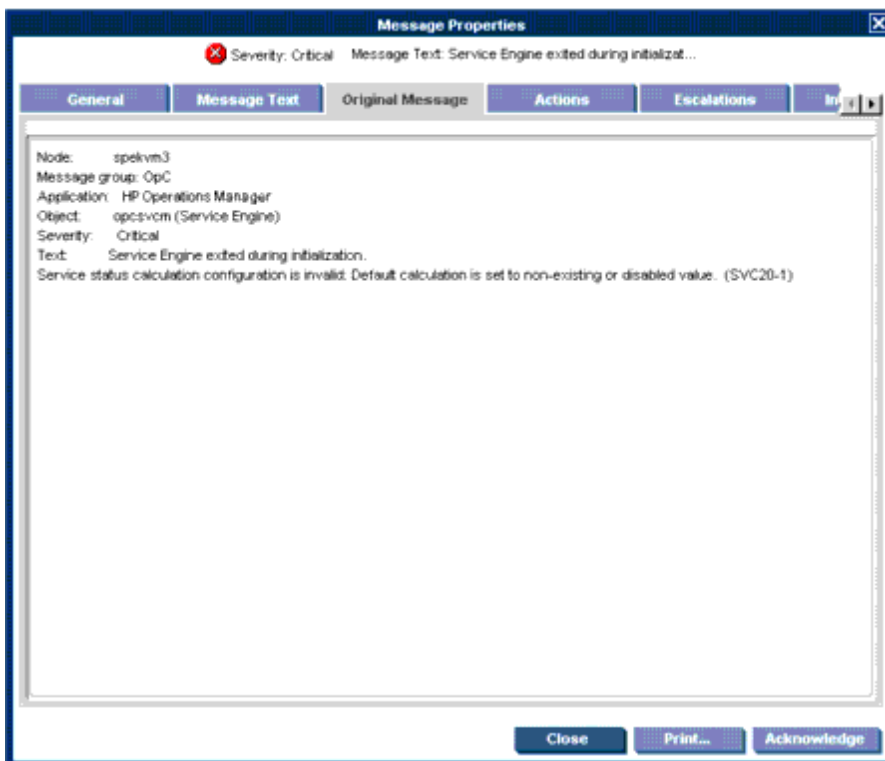 Message Properties
Severity: Critical Message Text: Service Engine exited during initializat...
General Message Text Original Message Actions Escalations In
Node: spekvm3
Message group: OpC
Application: HP Operations Manager
Object: opcsvcm (Service Engine)
Severity: Critical
Text: Service Engine exited during initialization.
Service status calculation configuration is invalid. Default calculation is set to non-existing or disabled value. (SVC20-1)
Close Print... Acknowledge